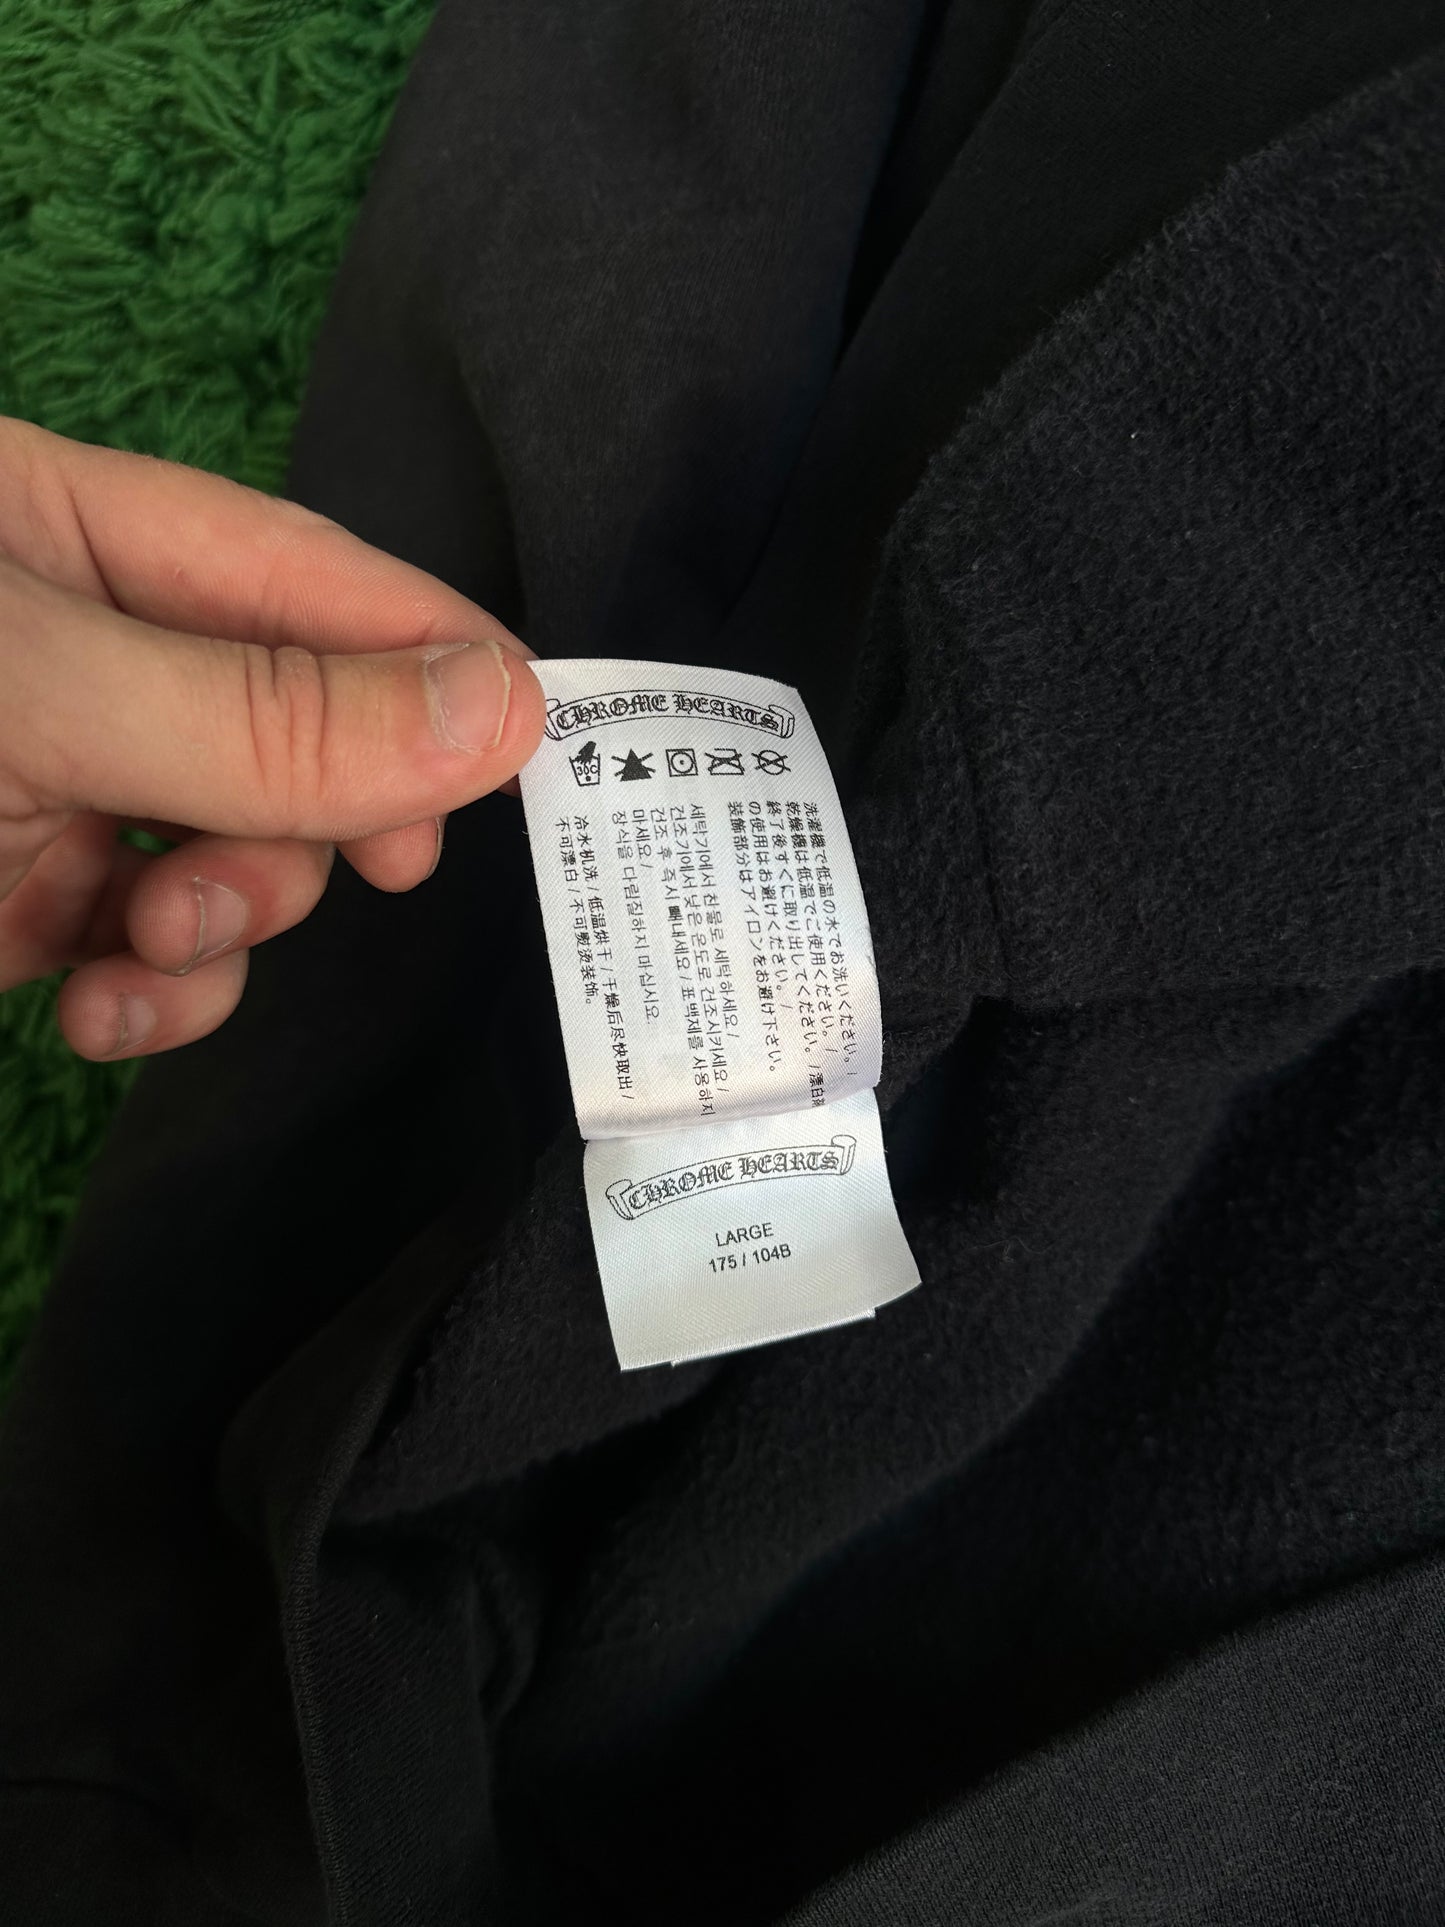 CHROME HEARTS
30C
洗濯機で低温の水でお洗いください。/
乾燥機は低温でご使用ください。/
終了後すぐに取り出してください。/漂白剤
の使用はお避けください。/
装飾部分はアイロンをお避け下さい。
세탁기에서 찬물로 세탁하세요/
건조기에서 낮은 온도로 건조시키세요/
건조 후 즉시 빼내세요/표백제를 사용하지
마세요/
장식을 다림질하지 마십시요.
冷水机洗/低温烘干/干燥后尽快取出/
不可漂白/不可熨烫装饰。
CHROME HEARTS
LARGE
175 / 104B